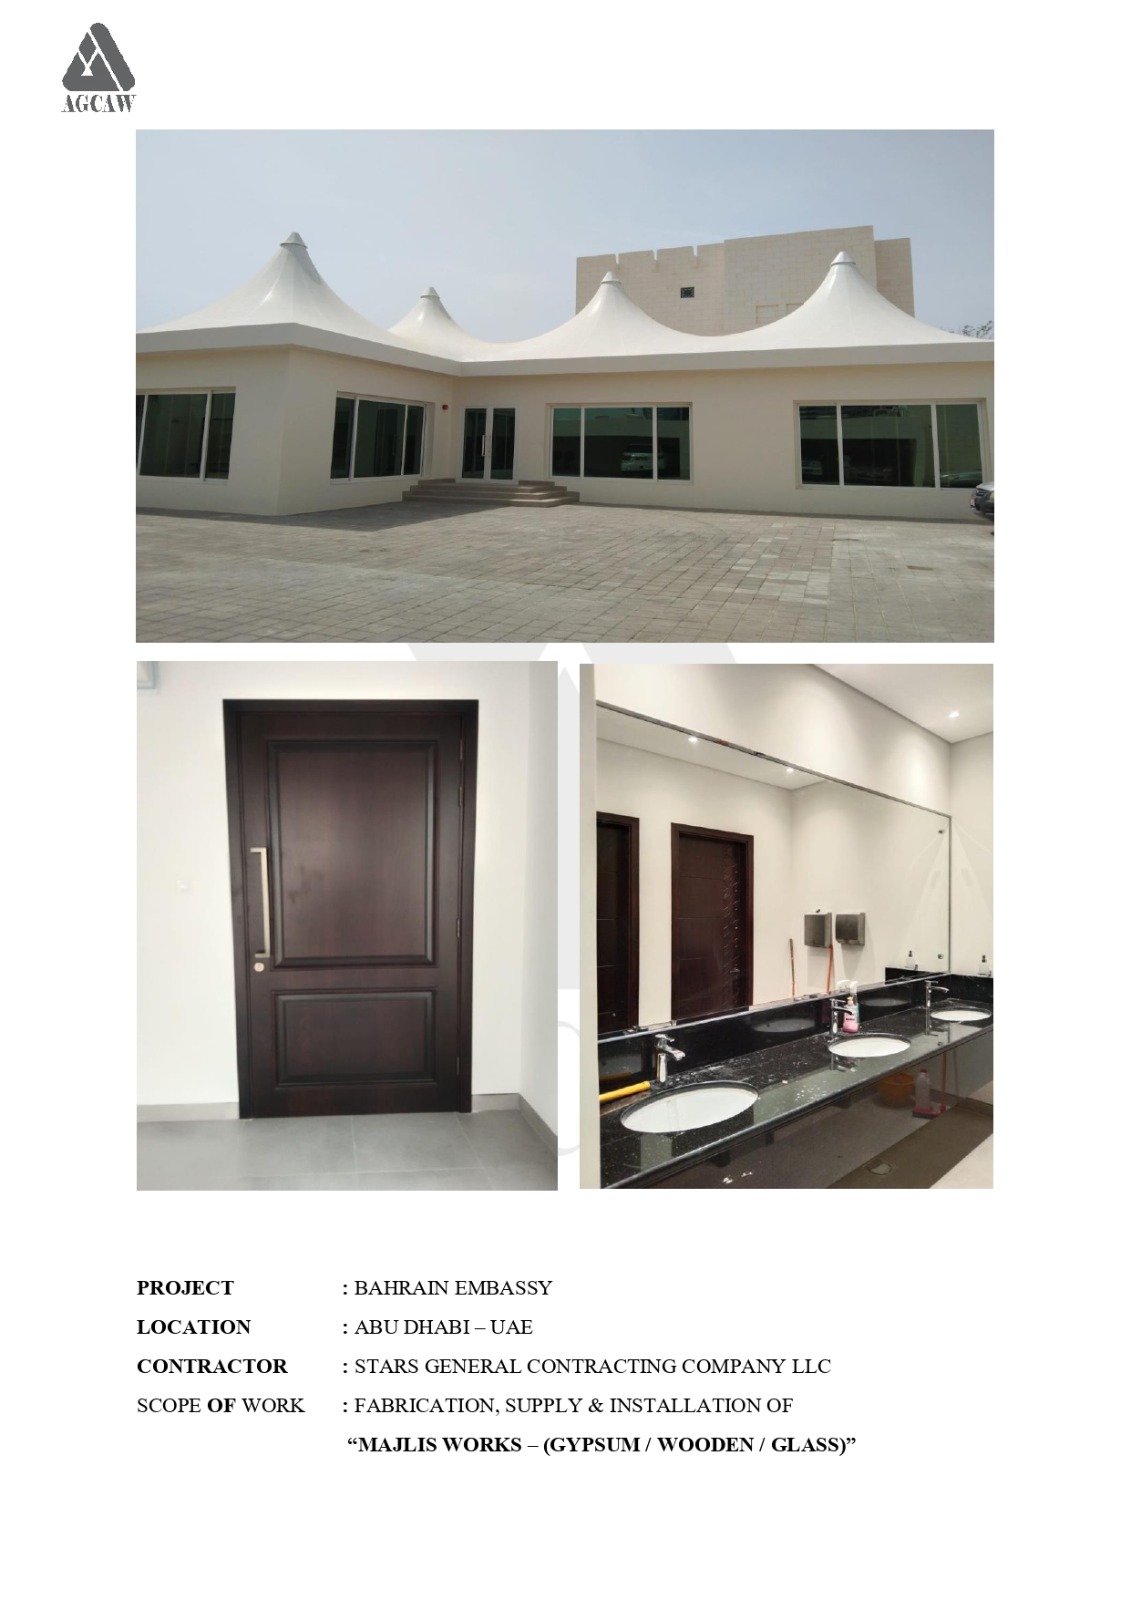 AGCAW
PROJECT : BAHRAIN EMBASSY
LOCATION : ABU DHABI – UAE
CONTRACTOR : STARS GENERAL CONTRACTING COMPANY LLC
SCOPE OF WORK : FABRICATION, SUPPLY & INSTALLATION OF
“MAJLIS WORKS – (GYPSUM / WOODEN / GLASS)”